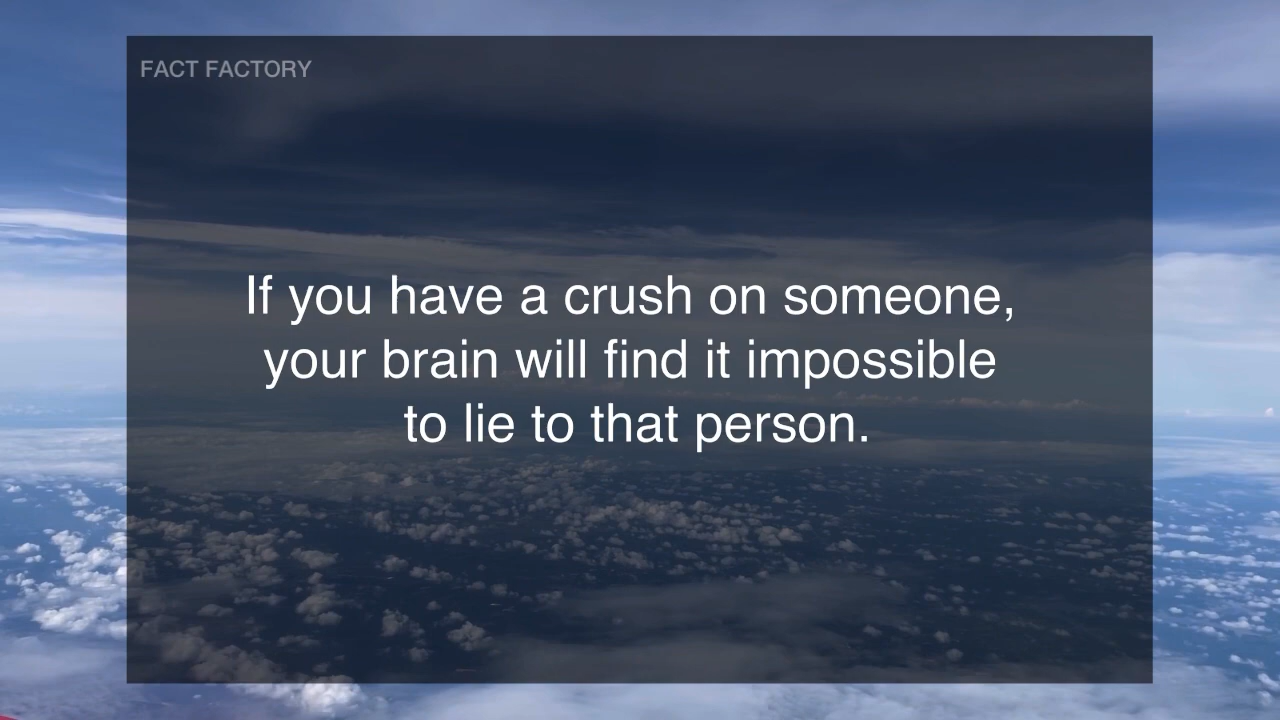 FACT FACTORY
If you have a crush on someone,
your brain will find it impossible
to lie to that person.